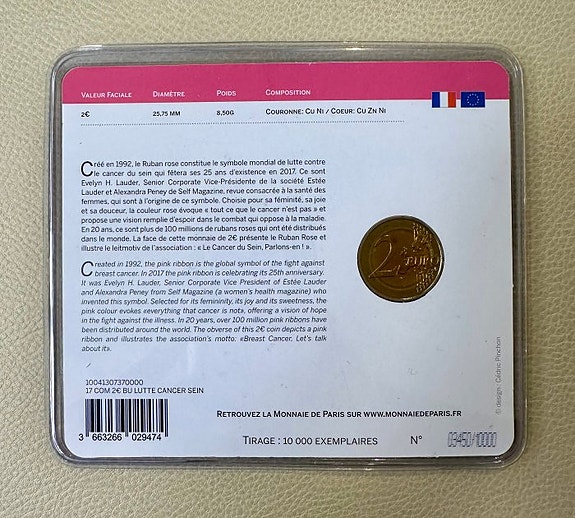 VALEUR FACIALE DIAMÈTRE POIDS COMPOSITION
2€ 25,75 MM 8,50G COURONNE: CU NI / COEUR: CU ZN NI
Créé en 1992, le Ruban rose constitue le symbole mondial de lutte contre
le cancer du sein qui fêtera ses 25 ans d'existence en 2017. Ce sont
Evelyn H. Lauder, Senior Corporate Vice-Présidente de la société Estée
Lauder et Alexandra Peney de Self Magazine, revue consacrée à la santé des
femmes, qui sont à l'origine de ce symbole. Choisie pour sa féminité, sa joie
et sa douceur, la couleur rose évoque « tout ce que le cancer n'est pas » et
propose une vision remplie d'espoir dans le combat qui oppose à la maladie.
En 20 ans, ce sont plus de 100 millions de rubans roses qui ont été distribués
dans le monde. La face de cette monnaie de 2€ présente le Ruban Rose et
illustre le leitmotiv de l'association : « Le Cancer du Sein, Parlons-en ! ».
Created in 1992, the pink ribbon is the global symbol of the fight against
breast cancer. In 2017 the pink ribbon is celebrating its 25th anniversary.
It was Evelyn H. Lauder, Senior Corporate Vice President of Estée Lauder
and Alexandra Peney from Self Magazine (a women's health magazine) who
invented this symbol. Selected for its femininity, its joy and its sweetness, the
pink colour evokes «everything that cancer is not», offering a vision of hope
in the fight against the illness. In 20 years, over 100 million pink ribbons have
been distributed around the world. The obverse of this 2€ coin depicts a pink
ribbon and illustrates the association's motto: «Breast Cancer, Let's talk
about it».
2 EURO
© design : Cédric Pinchon
10041307370000
17 COM 2€ BU LUTTE CANCER SEIN
3 663266 029474
RETROUVEZ LA MONNAIE DE PARIS SUR WWW.MONNAIEDEPARIS.FR
TIRAGE : 10 000 EXEMPLAIRES N° 03450/10000